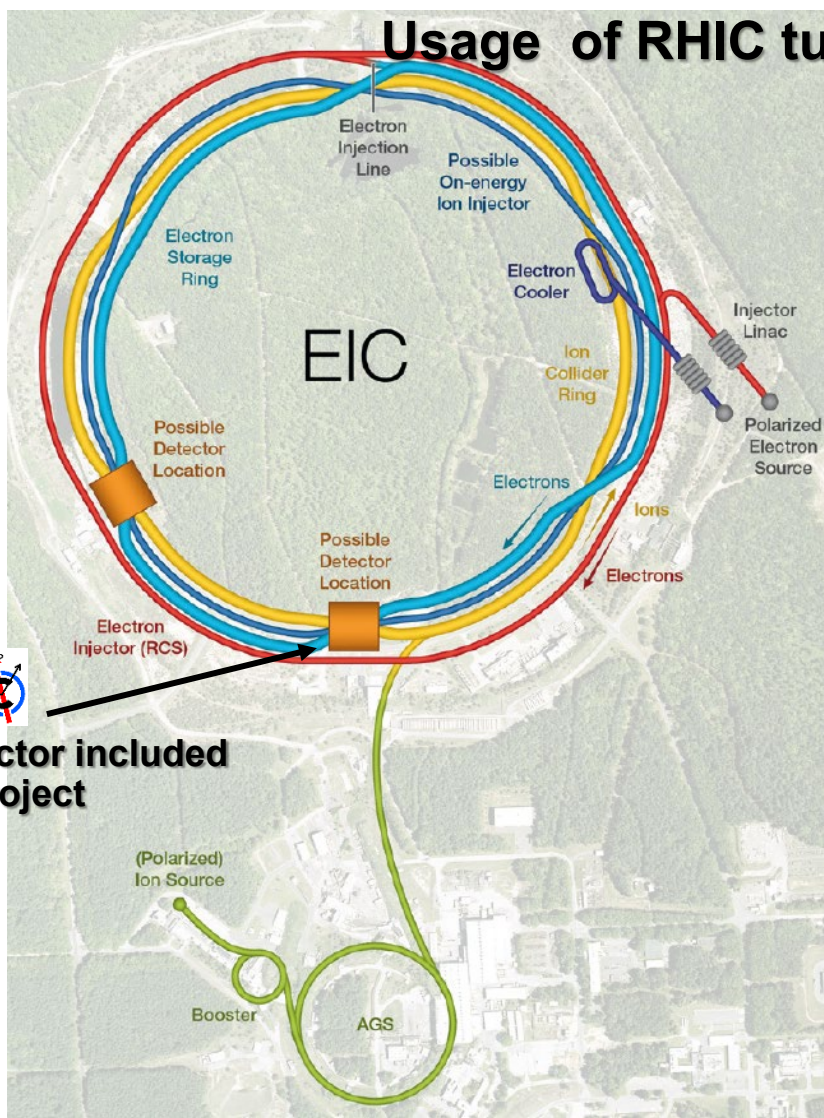 Usage of RHIC tu
Electron
Injection
Line
Possible
On-energy
Ion Injector
Electron
Storage
Ring
Electron
Cooler
Injector
Linac
EIC
Ion
Collider
Ring
Possible
Detector
Location
Polarized
Electron
Source
Electrons
Ions
Possible
Detector
Location
Electrons
Electron
Injector (RCS)
ctor included
oject
(Polarized)
Ion Source
Booster
AGS